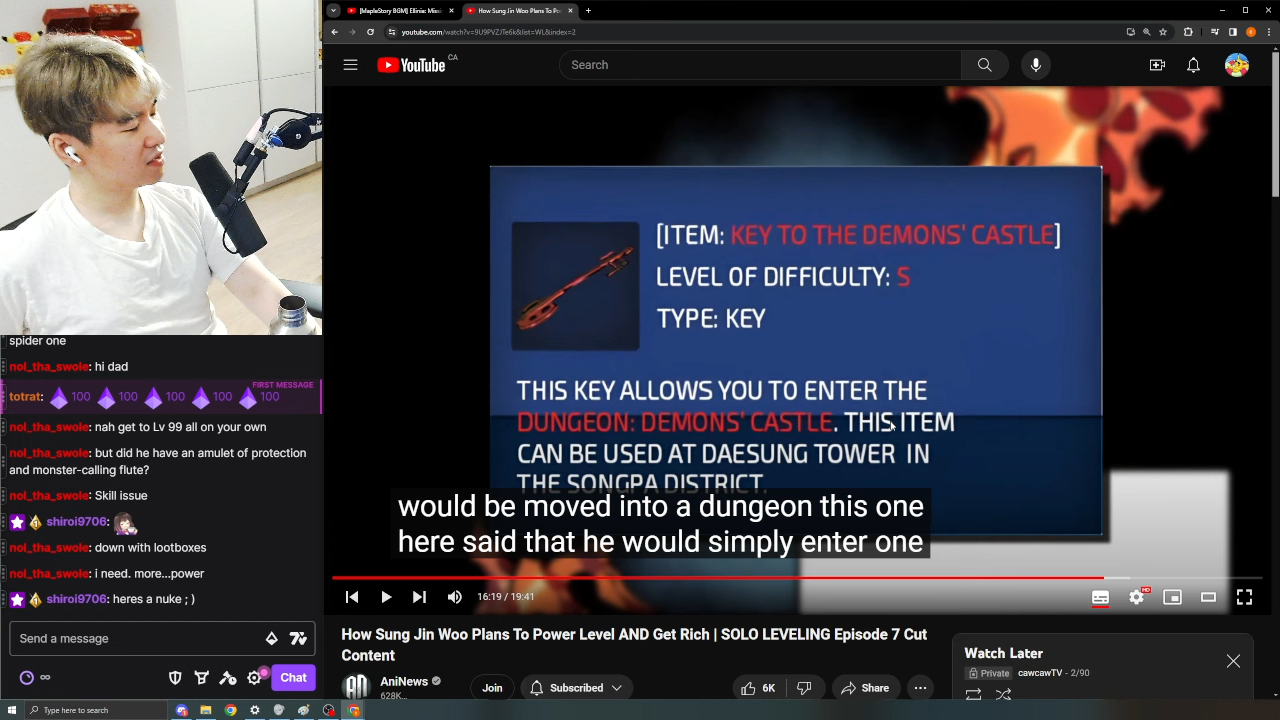 [MapleStory BGM] Ellinia: Missi
How Sung Jin Woo Plans To Po
youtube.com/watch?v=9U9PVZJTe6k&list=WL&index=2
YouTube CA
Search
[ITEM: KEY TO THE DEMONS' CASTLE]
LEVEL OF DIFFICULTY: S
TYPE: KEY
THIS KEY ALLOWS YOU TO ENTER THE
DUNGEON: DEMONS' CASTLE. THIS ITEM
CAN BE USED AT DAESUNG TOWER IN
THE SONGPA DISTRICT.
would be moved into a dungeon this one
here said that he would simply enter one
16:19 / 19:41
HD
How Sung Jin Woo Plans To Power Level AND Get Rich | SOLO LEVELING Episode 7 Cut
Content
AniNews
628K...
Join
Subscribed
6K
Share
Watch Later
Private cawcawTV - 2/90
spider one
nol_tha_swole: hi dad
FIRST MESSAGE
totrat: 100 100 100 100 100
nol_tha_swole: nah get to Lv 99 all on your own
nol_tha_swole: but did he have an amulet of protection
and monster-calling flute?
nol_tha_swole: Skill issue
shiroi9706:
nol_tha_swole: down with lootboxes
nol_tha_swole: i need. more...power
shiroi9706: heres a nuke ; )
Send a message
Chat
Type here to search